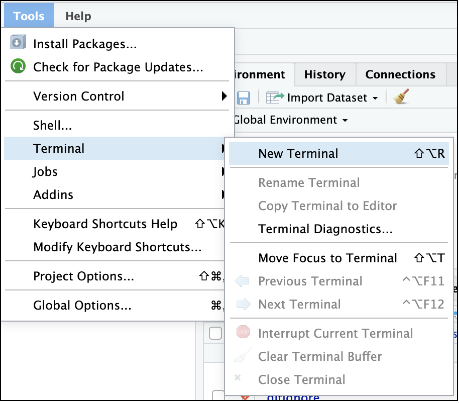 Tools Help
Install Packages...
Check for Package Updates...
Version Control
Shell...
Terminal
Jobs
Addins
Keyboard Shortcuts Help ⇧⌥K
Modify Keyboard Shortcuts...
Project Options... ⇧⌘,
Global Options... ⌘,
ironment History Connections
Import Dataset
Global Environment
New Terminal ⇧⌥R
Rename Terminal
Copy Terminal to Editor
Terminal Diagnostics...
Move Focus to Terminal ⇧⌥T
Previous Terminal ^⌥F11
Next Terminal ^⌥F12
Interrupt Current Terminal
Clear Terminal Buffer
Close Terminal